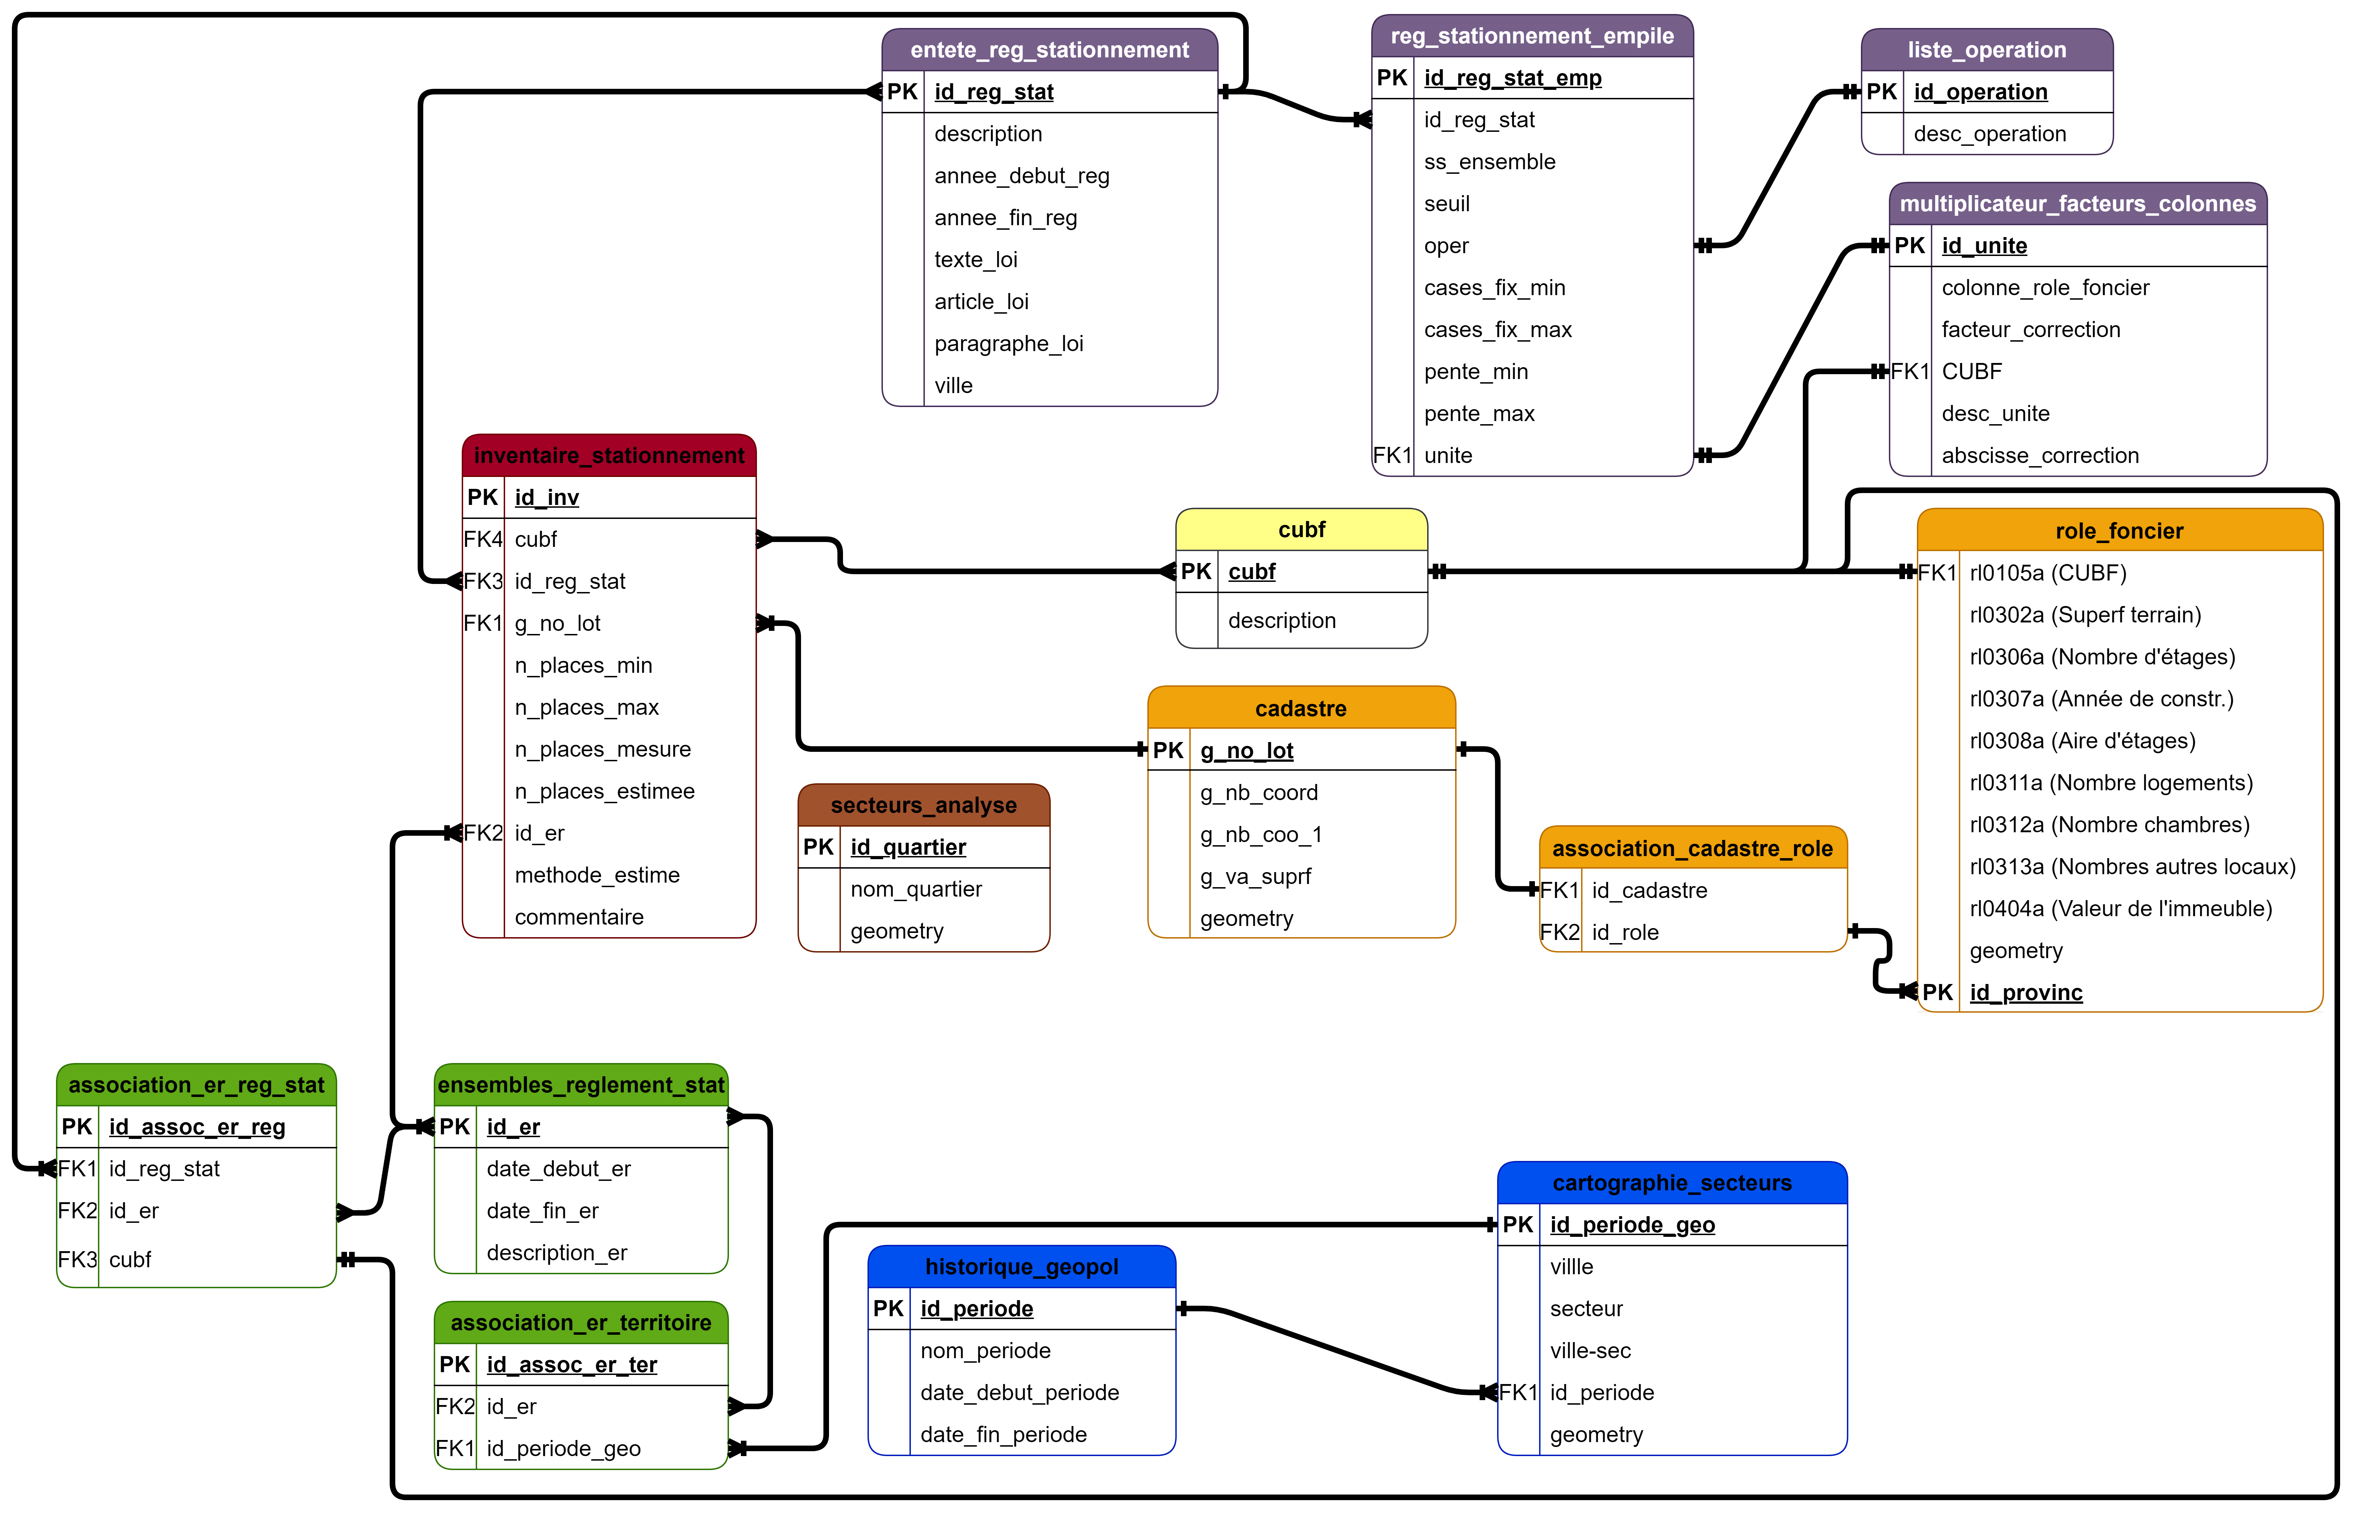 entete_reg_stationnement
PK id_reg_stat
description
annee_debut_reg
annee_fin_reg
texte_loi
article_loi
paragraphe_loi
ville
reg_stationnement_empile
PK id_reg_stat_emp
id_reg_stat
ss_ensemble
seuil
oper
cases_fix_min
cases_fix_max
pente_min
pente_max
FK1 unite
liste_operation
PK id_operation
desc_operation
multiplicateur_facteurs_colonnes
PK id_unite
colonne_role_foncier
facteur_correction
FK1 CUBF
desc_unite
abscisse_correction
inventaire_stationnement
PK id_inv
FK4 cubf
FK3 id_reg_stat
FK1 g_no_lot
n_places_min
n_places_max
n_places_mesure
n_places_estimee
FK2 id_er
methode_estime
commentaire
cubf
PK cubf
description
role_foncier
FK1 rl0105a (CUBF)
rl0302a (Superf terrain)
rl0306a (Nombre d'étages)
rl0307a (Année de constr.)
rl0308a (Aire d'étages)
rl0311a (Nombre logements)
rl0312a (Nombre chambres)
rl0313a (Nombres autres locaux)
rl0404a (Valeur de l'immeuble)
geometry
PK id_provinc
cadastre
PK g_no_lot
g_nb_coord
g_nb_coo_1
g_va_suprf
geometry
secteurs_analyse
PK id_quartier
nom_quartier
geometry
association_cadastre_role
FK1 id_cadastre
FK2 id_role
association_er_reg_stat
PK id_assoc_er_reg
FK1 id_reg_stat
FK2 id_er
FK3 cubf
ensembles_reglement_stat
PK id_er
date_debut_er
date_fin_er
description_er
association_er_territoire
PK id_assoc_er_ter
FK2 id_er
FK1 id_periode_geo
historique_geopol
PK id_periode
nom_periode
date_debut_periode
date_fin_periode
cartographie_secteurs
PK id_periode_geo
villle
secteur
ville-sec
FK1 id_periode
geometry